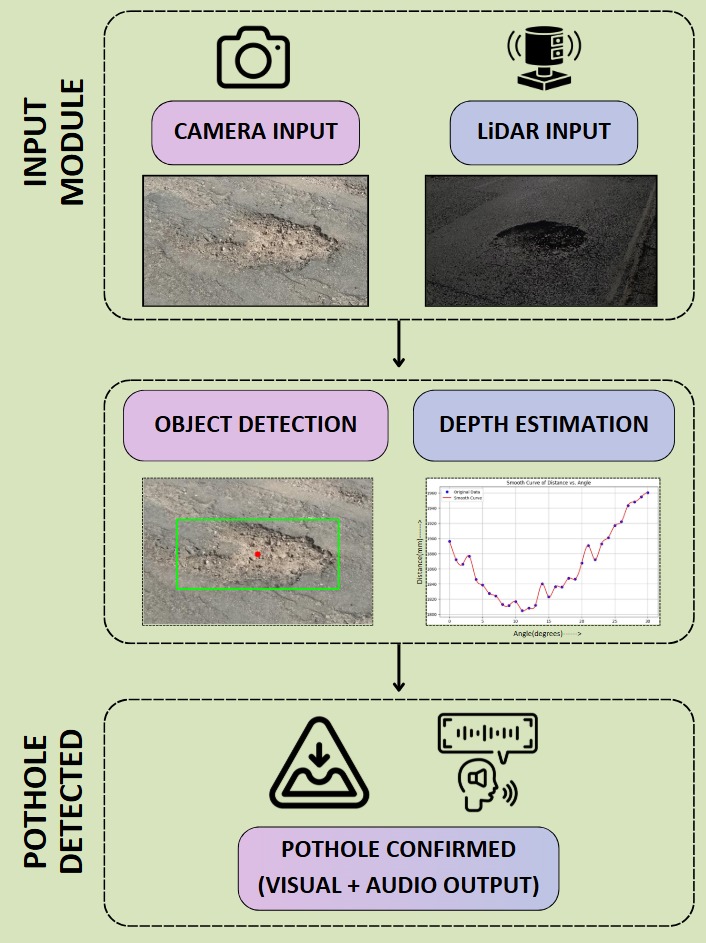 INPUT
MODULE
CAMERA INPUT
LiDAR INPUT
OBJECT DETECTION
DEPTH ESTIMATION
Smooth Curve of Distance vs. Angle
Original Data
Smooth Curve
Distance(mm)---->
0
5
10
15
20
25
30
Angle(degrees)---->
POTHOLE
DETECTED
POTHOLE CONFIRMED
(VISUAL + AUDIO OUTPUT)